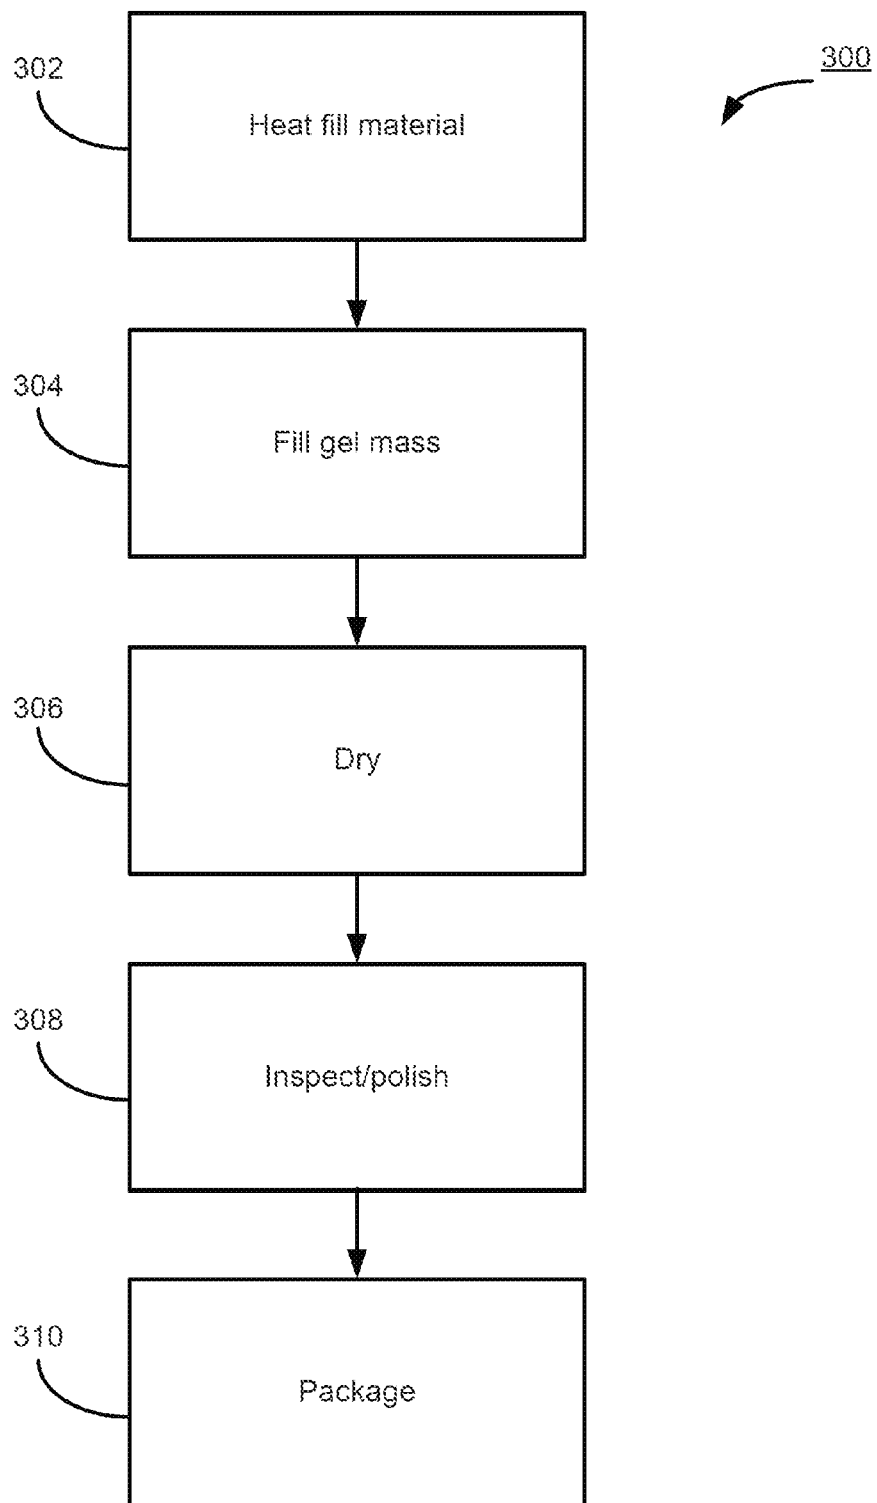 300
302
Heat fill material
304
Fill gel mass
306
Dry
308
Inspect/polish
310
Package